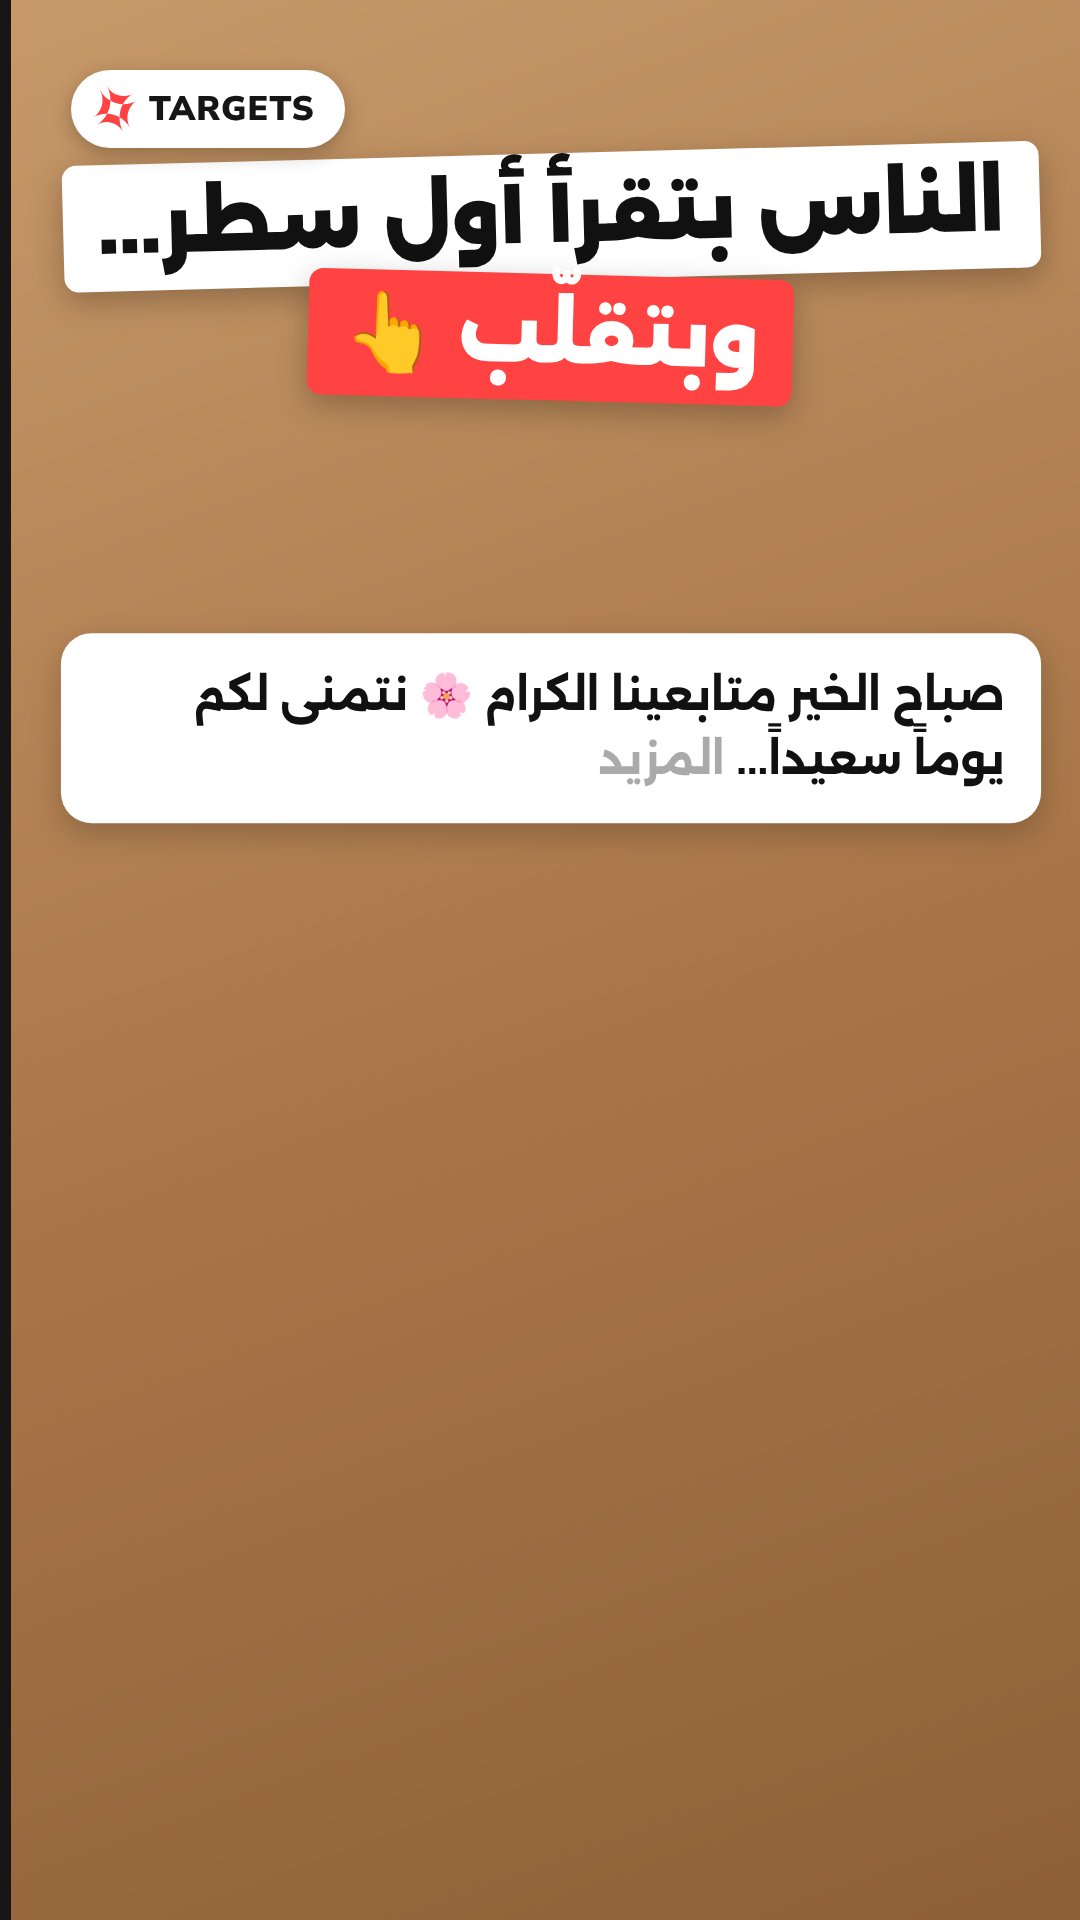 TARGETS
الناس بتقرأ أول سطر...
وبتقلّب 👆
صباح الخير متابعينا الكرام 🌸 نتمنى لكم
يوماً سعيداً... المزيد